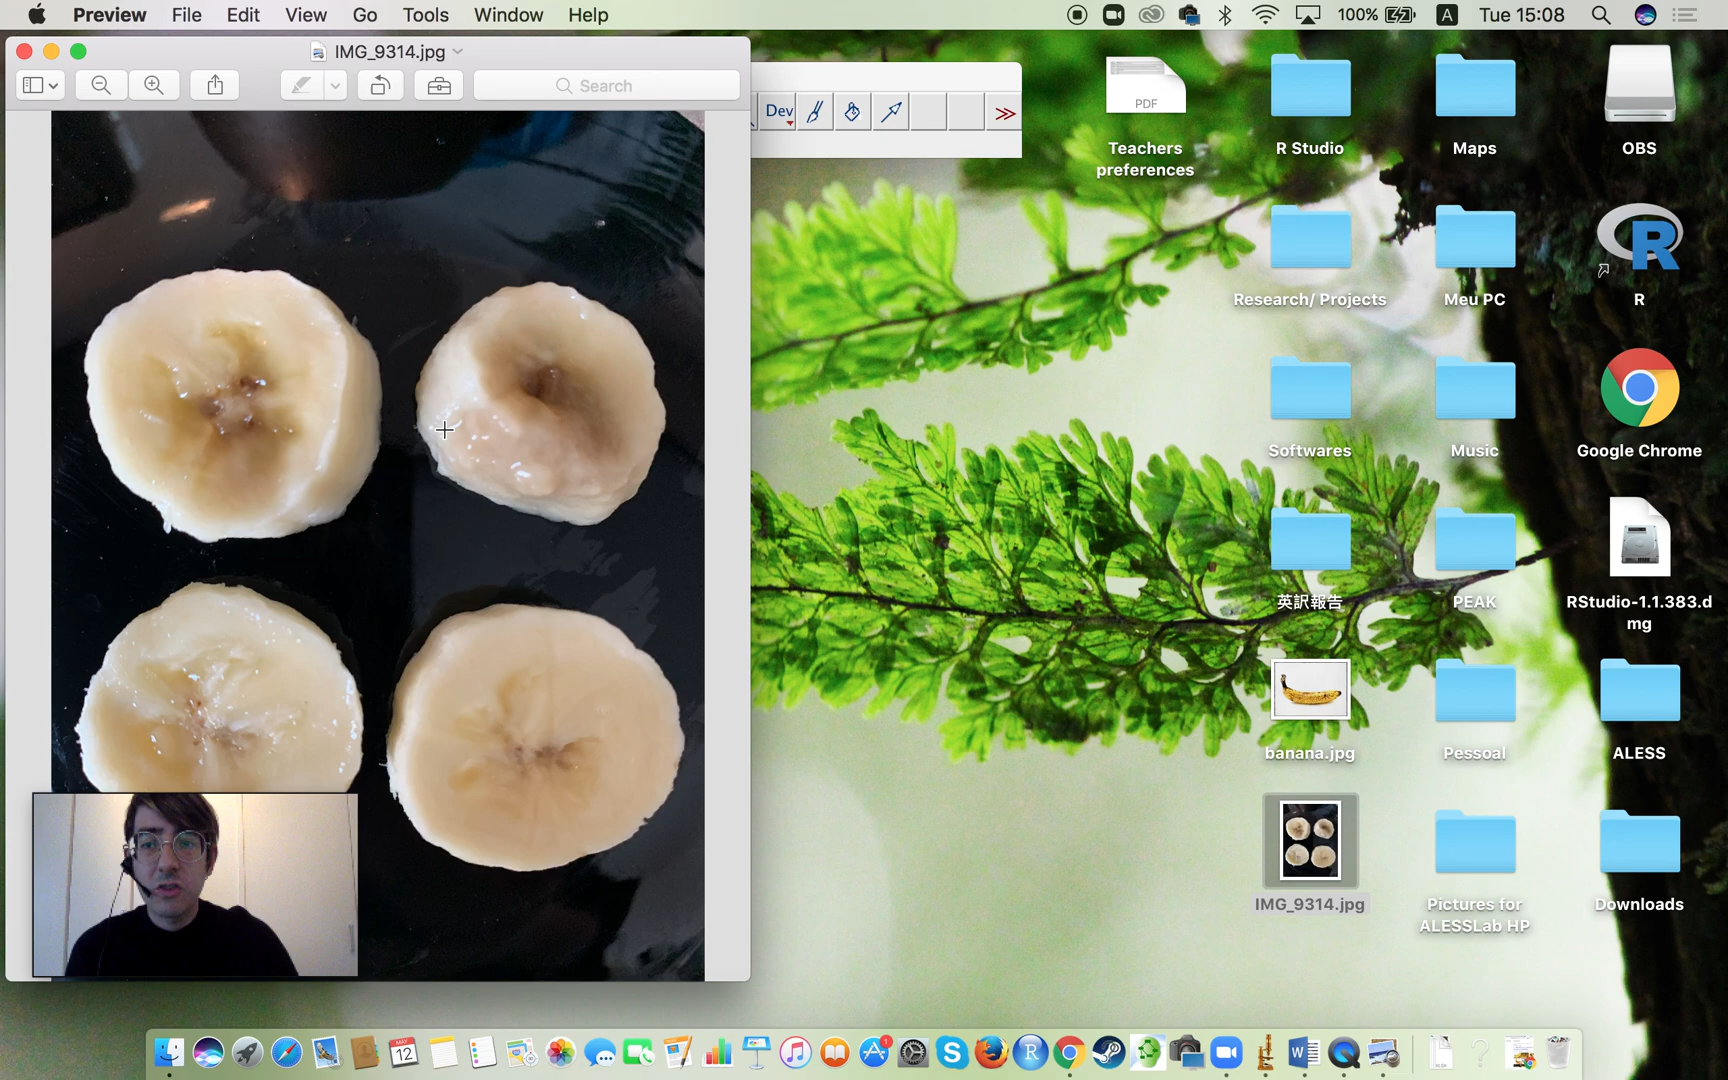 Preview File Edit View Go Tools Window Help
100% A Tue 15:08
IMG_9314.jpg
Search
Dev
PDF
Teachers
preferences
R Studio
Maps
OBS
Research/ Projects
Meu PC
R
Softwares
Music
Google Chrome
英訳報告
PEAK
RStudio-1.1.383.d
mg
banana.jpg
Pessoal
ALESS
IMG_9314.jpg
Pictures for
ALESSLab HP
Downloads
MAY
12
1